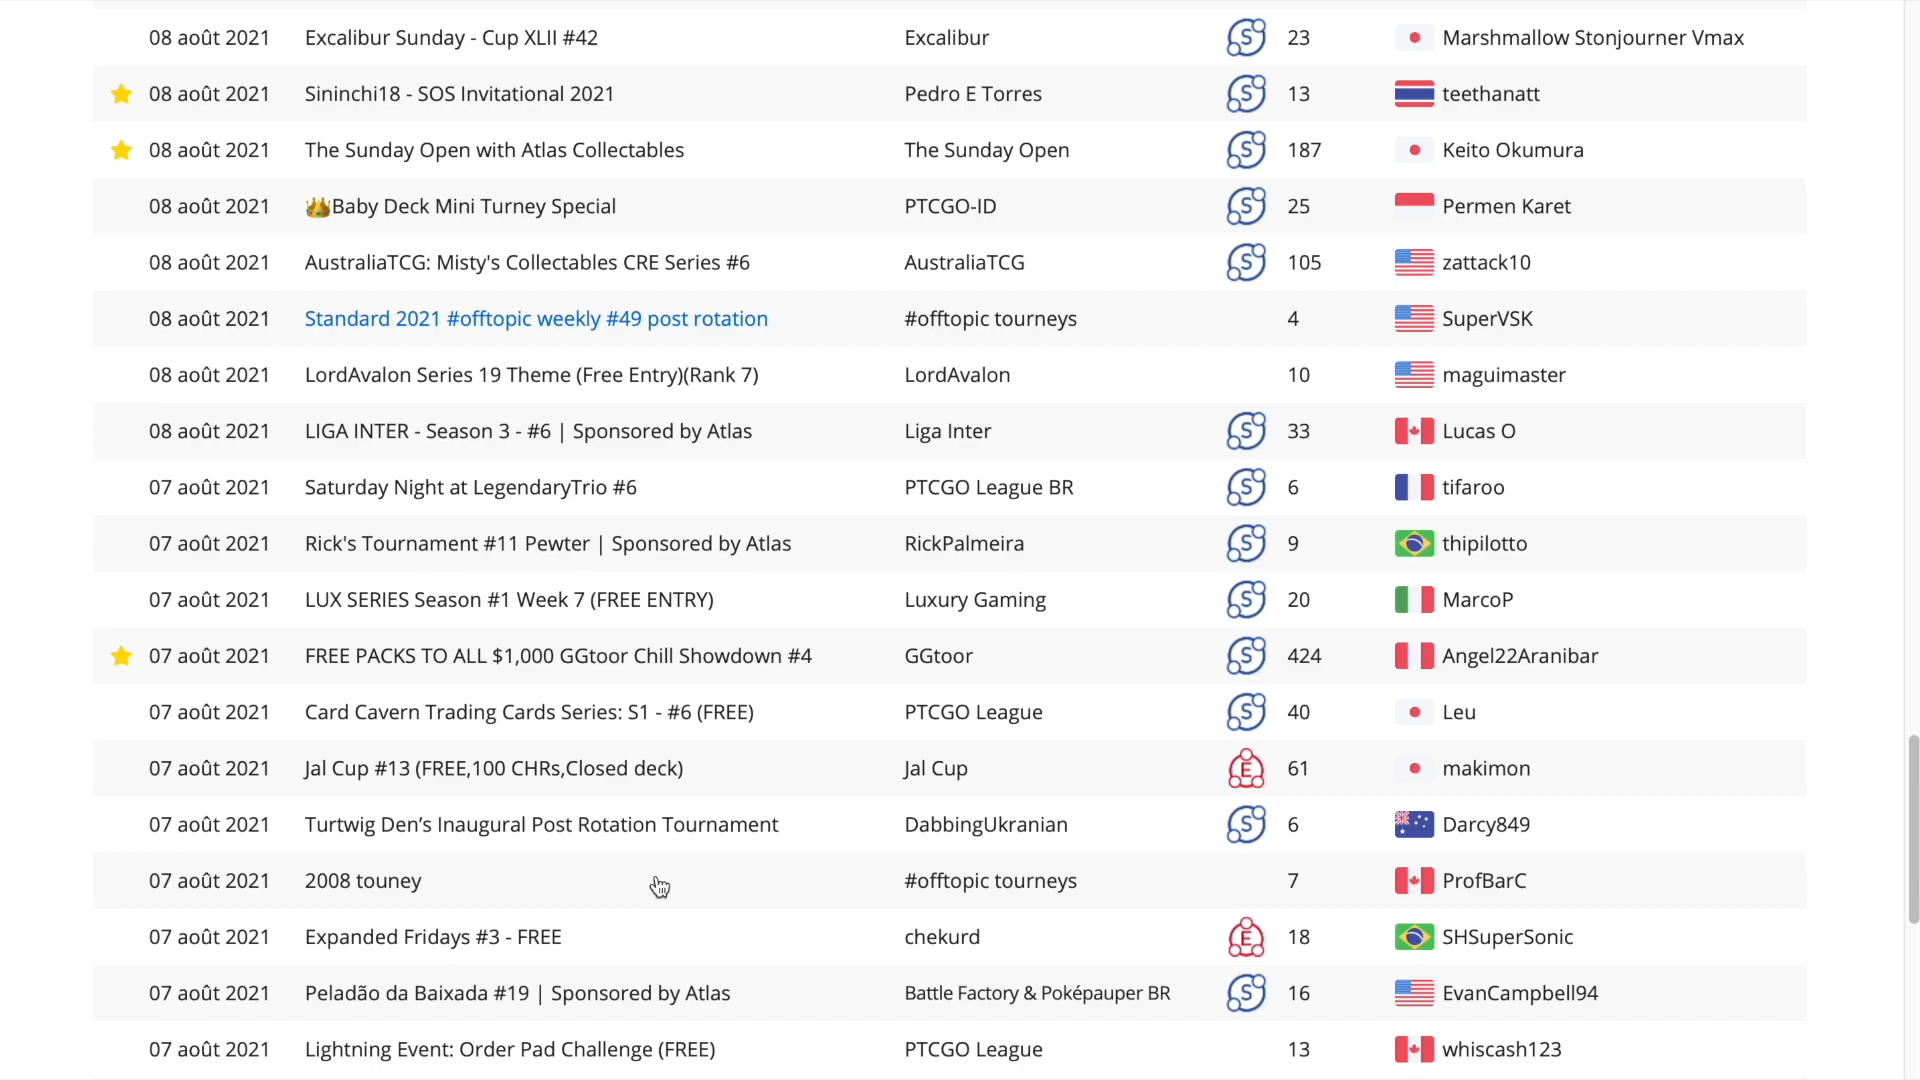 08 août 2021 Excalibur Sunday - Cup XLII #42 Excalibur S 23 Marshmallow Stonjourner Vmax
08 août 2021 Sininchi18 - SOS Invitational 2021 Pedro E Torres S 13 teethanatt
08 août 2021 The Sunday Open with Atlas Collectables The Sunday Open S 187 Keito Okumura
08 août 2021 👑Baby Deck Mini Turney Special PTCGO-ID S 25 Permen Karet
08 août 2021 AustraliaTCG: Misty's Collectables CRE Series #6 AustraliaTCG S 105 zattack10
08 août 2021 Standard 2021 #offtopic weekly #49 post rotation #offtopic tourneys 4 SuperVSK
08 août 2021 LordAvalon Series 19 Theme (Free Entry)(Rank 7) LordAvalon 10 maguimaster
08 août 2021 LIGA INTER - Season 3 - #6 | Sponsored by Atlas Liga Inter S 33 Lucas O
07 août 2021 Saturday Night at LegendaryTrio #6 PTCGO League BR S 6 tifaroo
07 août 2021 Rick's Tournament #11 Pewter | Sponsored by Atlas RickPalmeira S 9 thipilotto
07 août 2021 LUX SERIES Season #1 Week 7 (FREE ENTRY) Luxury Gaming S 20 MarcoP
07 août 2021 FREE PACKS TO ALL $1,000 GGtoor Chill Showdown #4 GGtoor S 424 Angel22Aranibar
07 août 2021 Card Cavern Trading Cards Series: S1 - #6 (FREE) PTCGO League S 40 Leu
07 août 2021 Jal Cup #13 (FREE,100 CHRs,Closed deck) Jal Cup E 61 makimon
07 août 2021 Turtwig Den’s Inaugural Post Rotation Tournament DabbingUkranian S 6 Darcy849
07 août 2021 2008 touney #offtopic tourneys 7 ProfBarC
07 août 2021 Expanded Fridays #3 - FREE chekurd E 18 SHSuperSonic
07 août 2021 Peladão da Baixada #19 | Sponsored by Atlas Battle Factory & Poképauper BR S 16 EvanCampbell94
07 août 2021 Lightning Event: Order Pad Challenge (FREE) PTCGO League 13 whiscash123